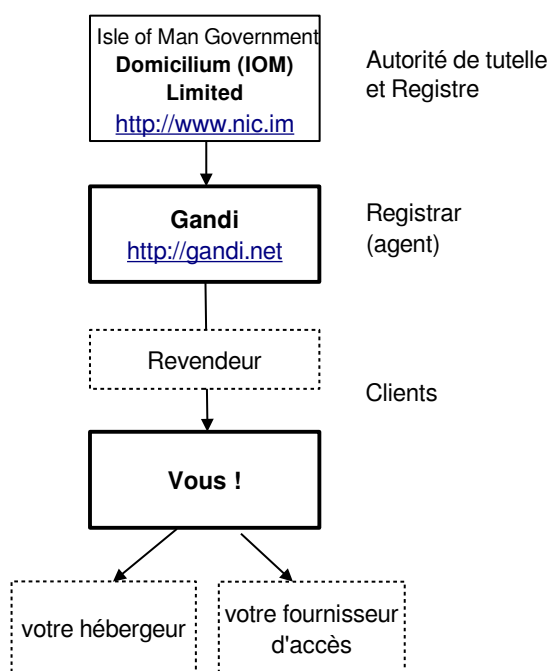 Isle of Man Government
Domicilium (IOM)
Limited
http://www.nic.im
Autorité de tutelle
et Registre
Gandi
http://gandi.net
Registrar
(agent)
Revendeur
Clients
Vous !
votre hébergeur
votre fournisseur
d'accès